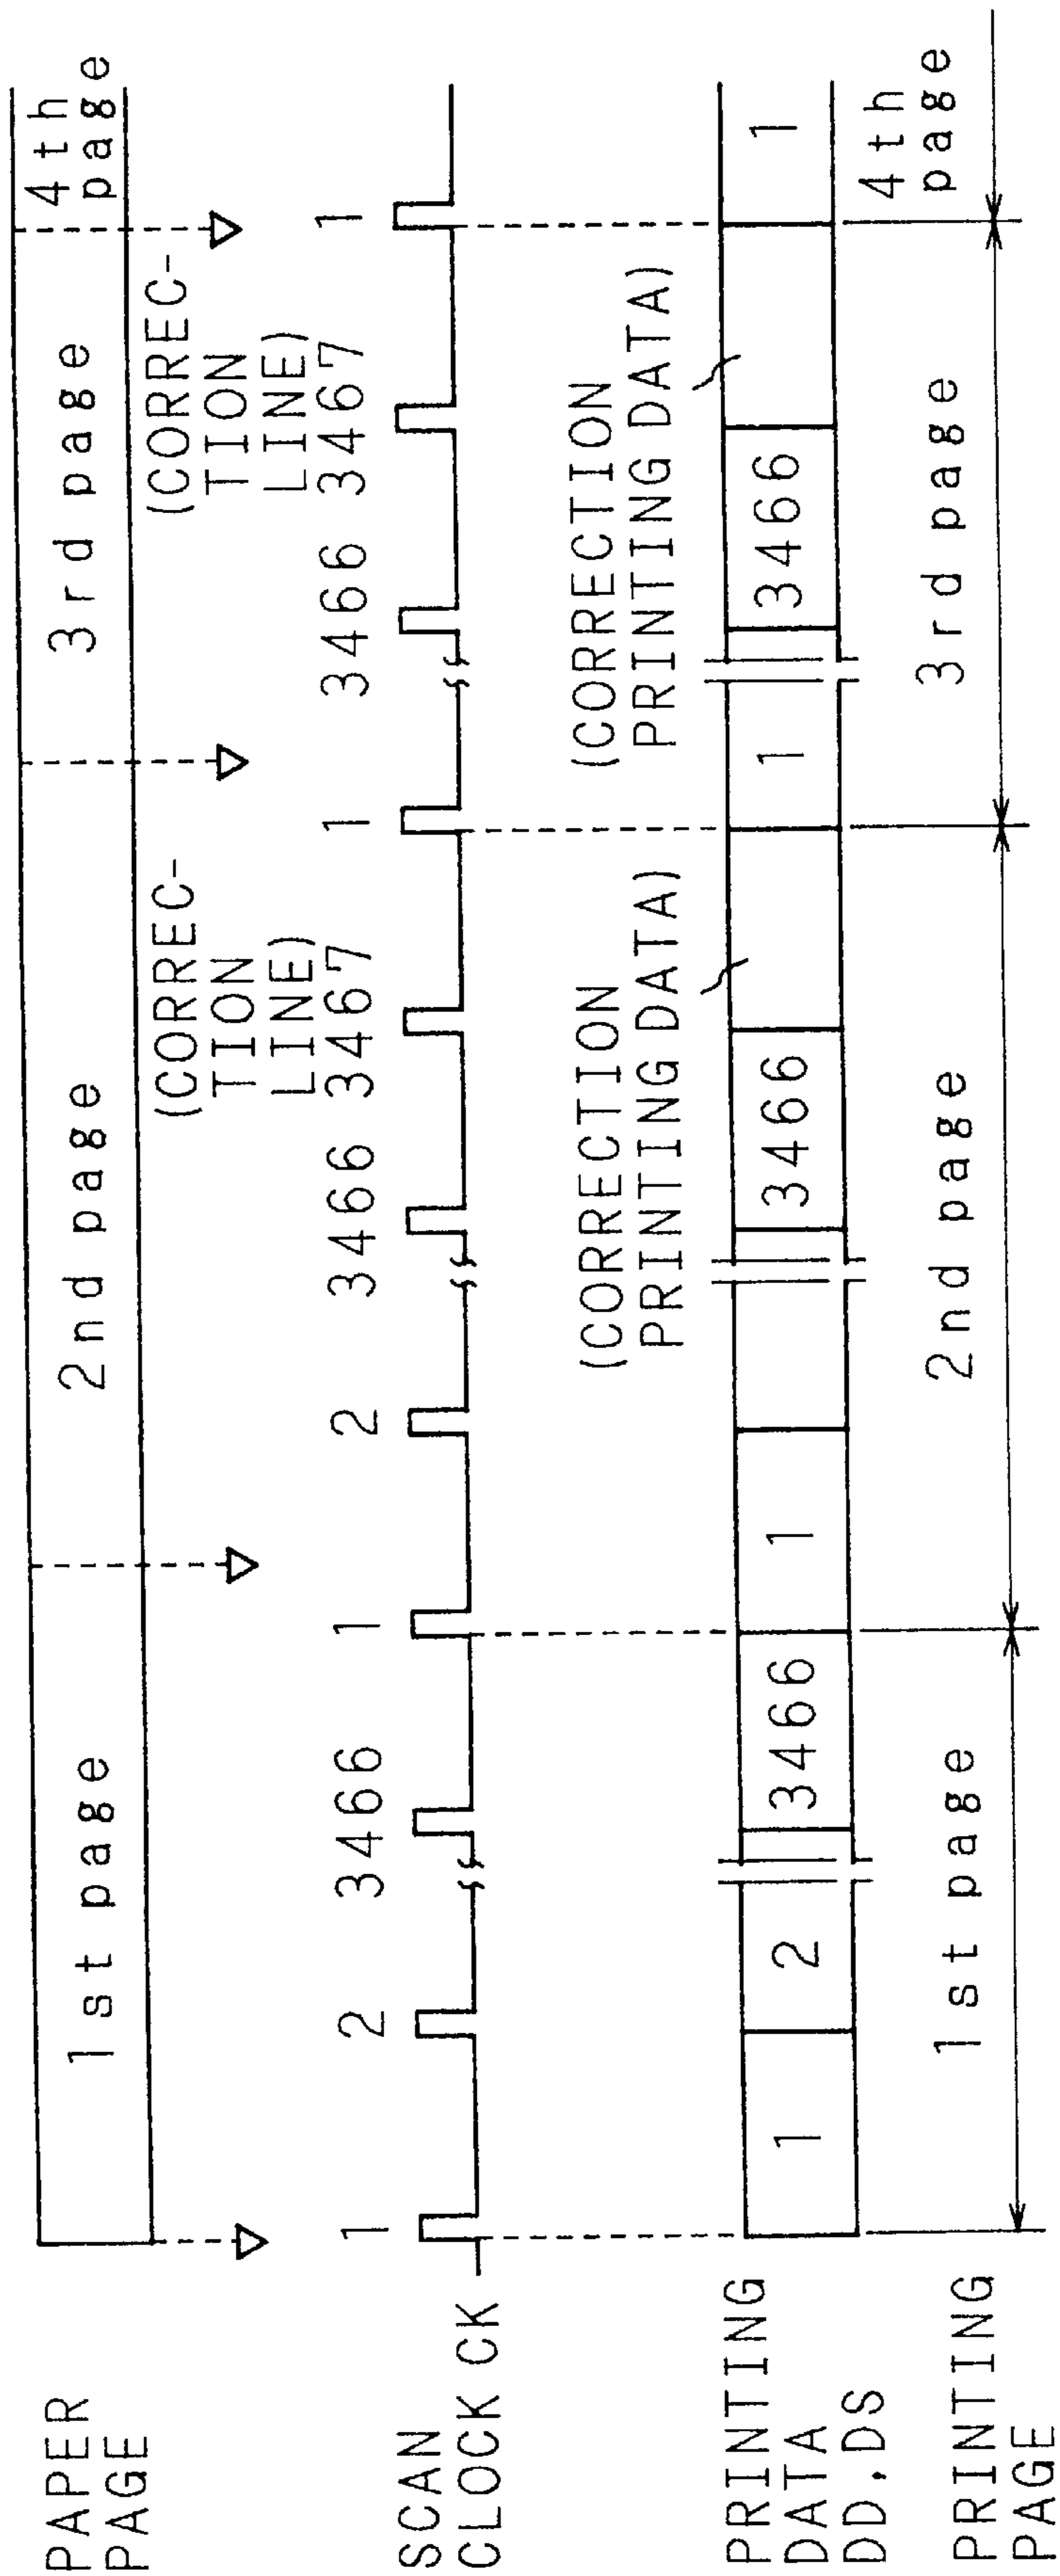 PAPER
PAGE
1st page
2nd page
3rd page
4th
page
(CORREC-
TION
LINE)
(CORREC-
TION
LINE)
SCAN
CLOCK CK
1
2
3466
1
2
3466
3467
1
3466
3467
1
(CORRECTION
PRINTING DATA)
(CORRECTION
PRINTING DATA)
PRINTING
DATA
DD,DS
1
2
3466
1
3466
1
3466
1
PRINTING
PAGE
1st page
2nd page
3rd page
4th
page